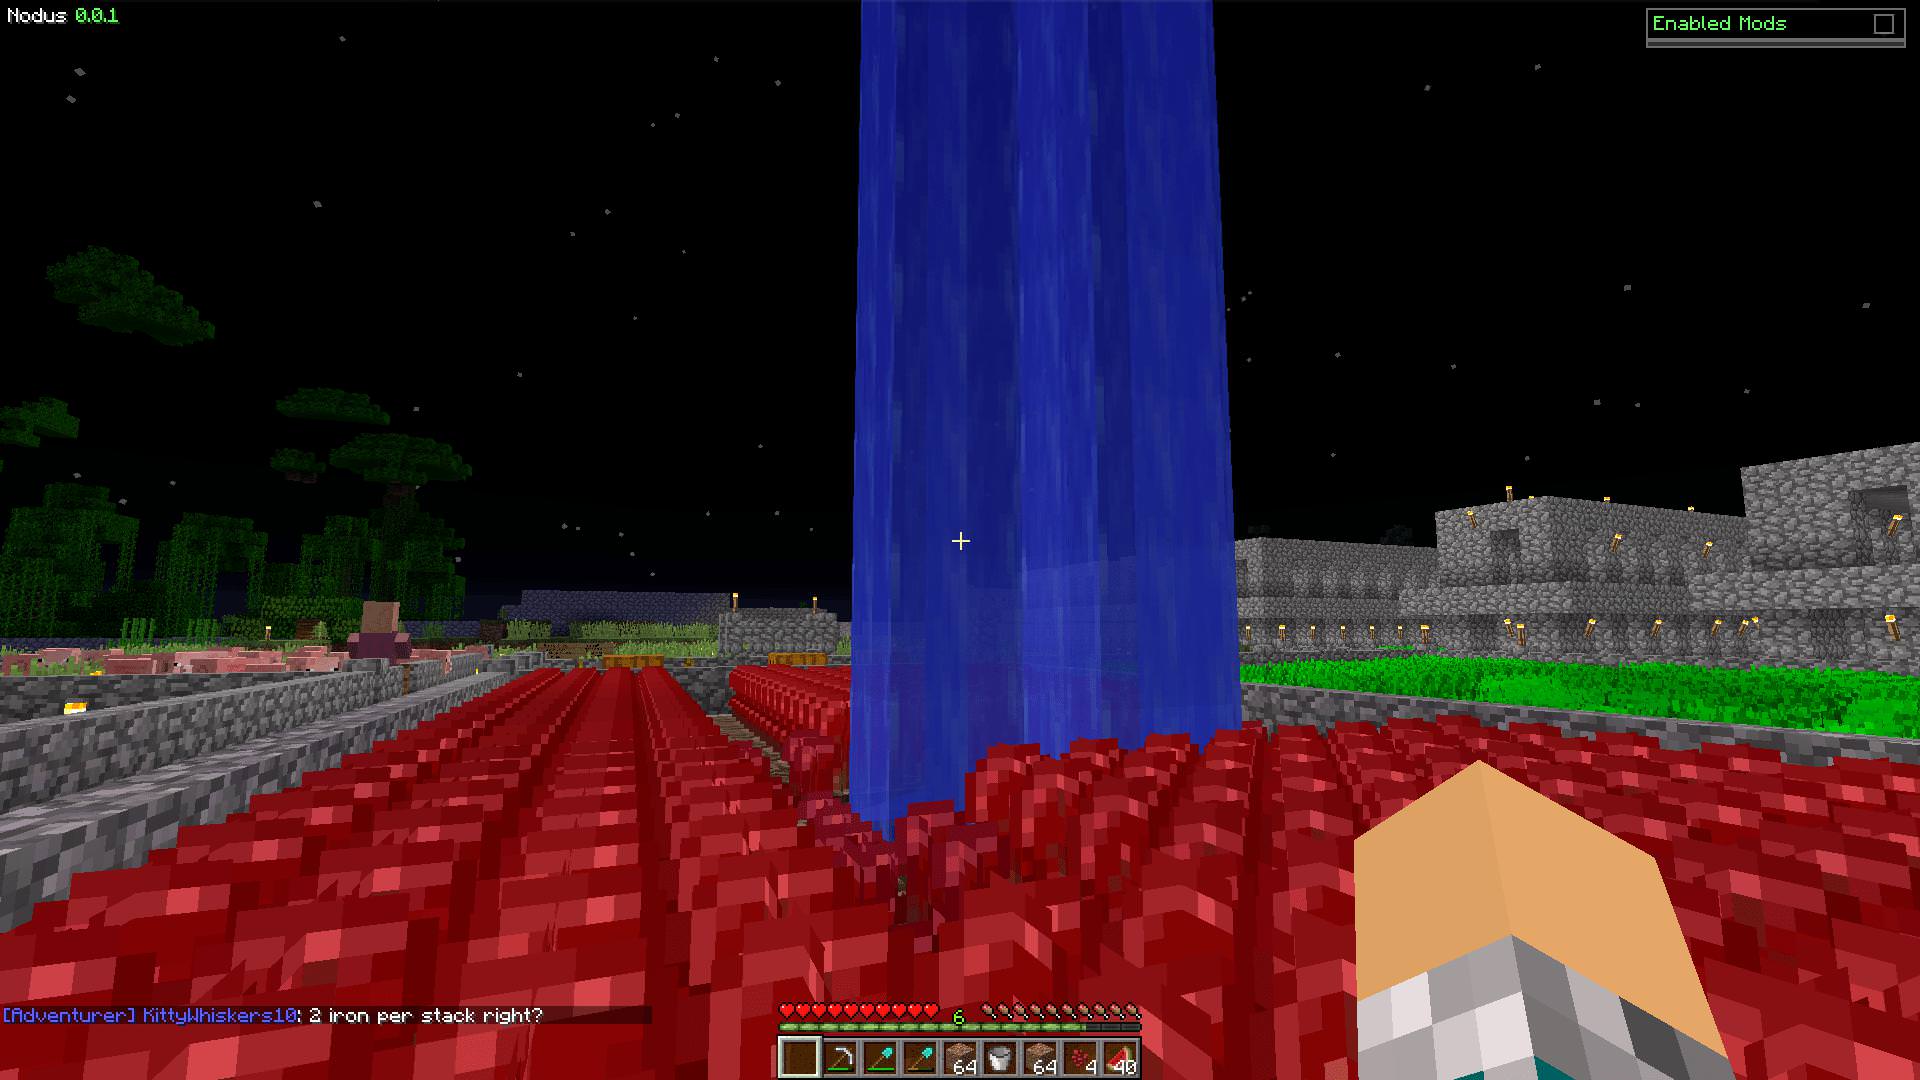 Nodus 0.0.1
Enabled Mods
[Adventurer] KittyWhiskers10: 2 iron per stack right?
6
64 64 4 40